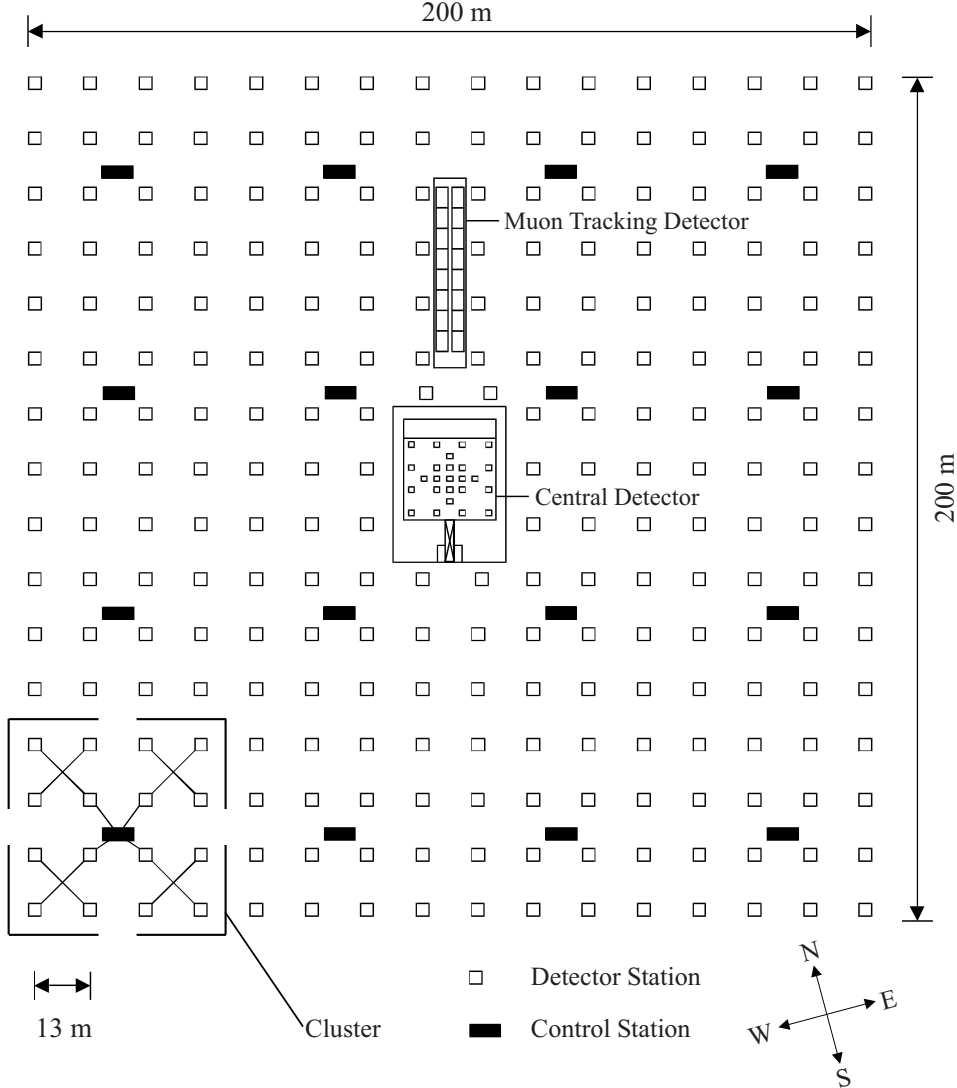 200 m
Muon Tracking Detector
Central Detector
200 m
13 m
Cluster
Detector Station
Control Station
N
E
W
S